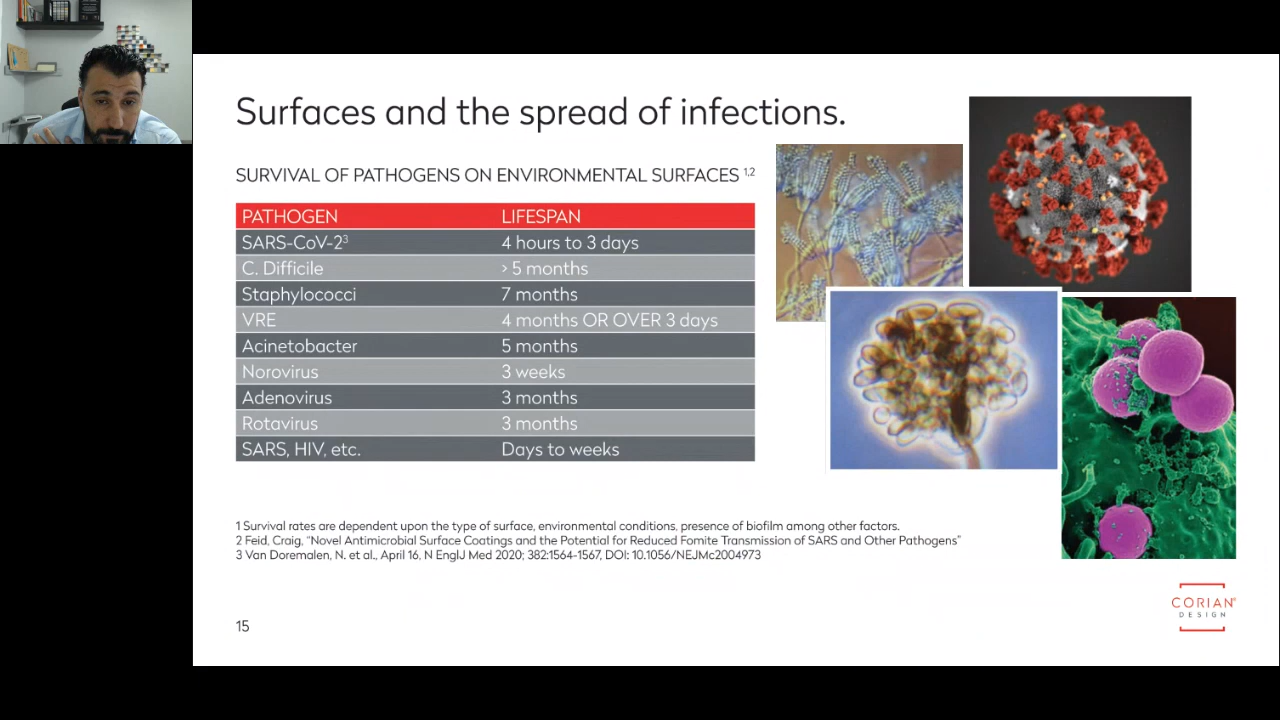 Surfaces and the spread of infections.
SURVIVAL OF PATHOGENS ON ENVIRONMENTAL SURFACES 1,2
PATHOGEN LIFESPAN
SARS-CoV-23 4 hours to 3 days
C. Difficile > 5 months
Staphylococci 7 months
VRE 4 months OR OVER 3 days
Acinetobacter 5 months
Norovirus 3 weeks
Adenovirus 3 months
Rotavirus 3 months
SARS, HIV, etc. Days to weeks
1 Survival rates are dependent upon the type of surface, environmental conditions, presence of biofilm among other factors.
2 Feid, Craig, "Novel Antimicrobial Surface Coatings and the Potential for Reduced Fomite Transmission of SARS and Other Pathogens"
3 Van Doremalen, N. et al., April 16, N EnglJ Med 2020; 382:1564-1567, DOI: 10.1056/NEJMc2004973
15
CORIAN®
DESIGN